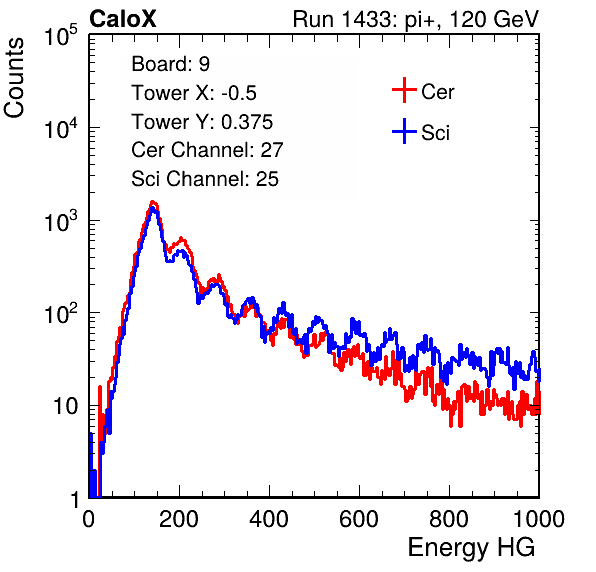 CaloX Run 1433: pi+, 120 GeV
Counts
10^5
10^4
10^3
10^2
10
1
Board: 9
Tower X: -0.5
Tower Y: 0.375
Cer Channel: 27
Sci Channel: 25
Cer
Sci
0 200 400 600 800 1000
Energy HG